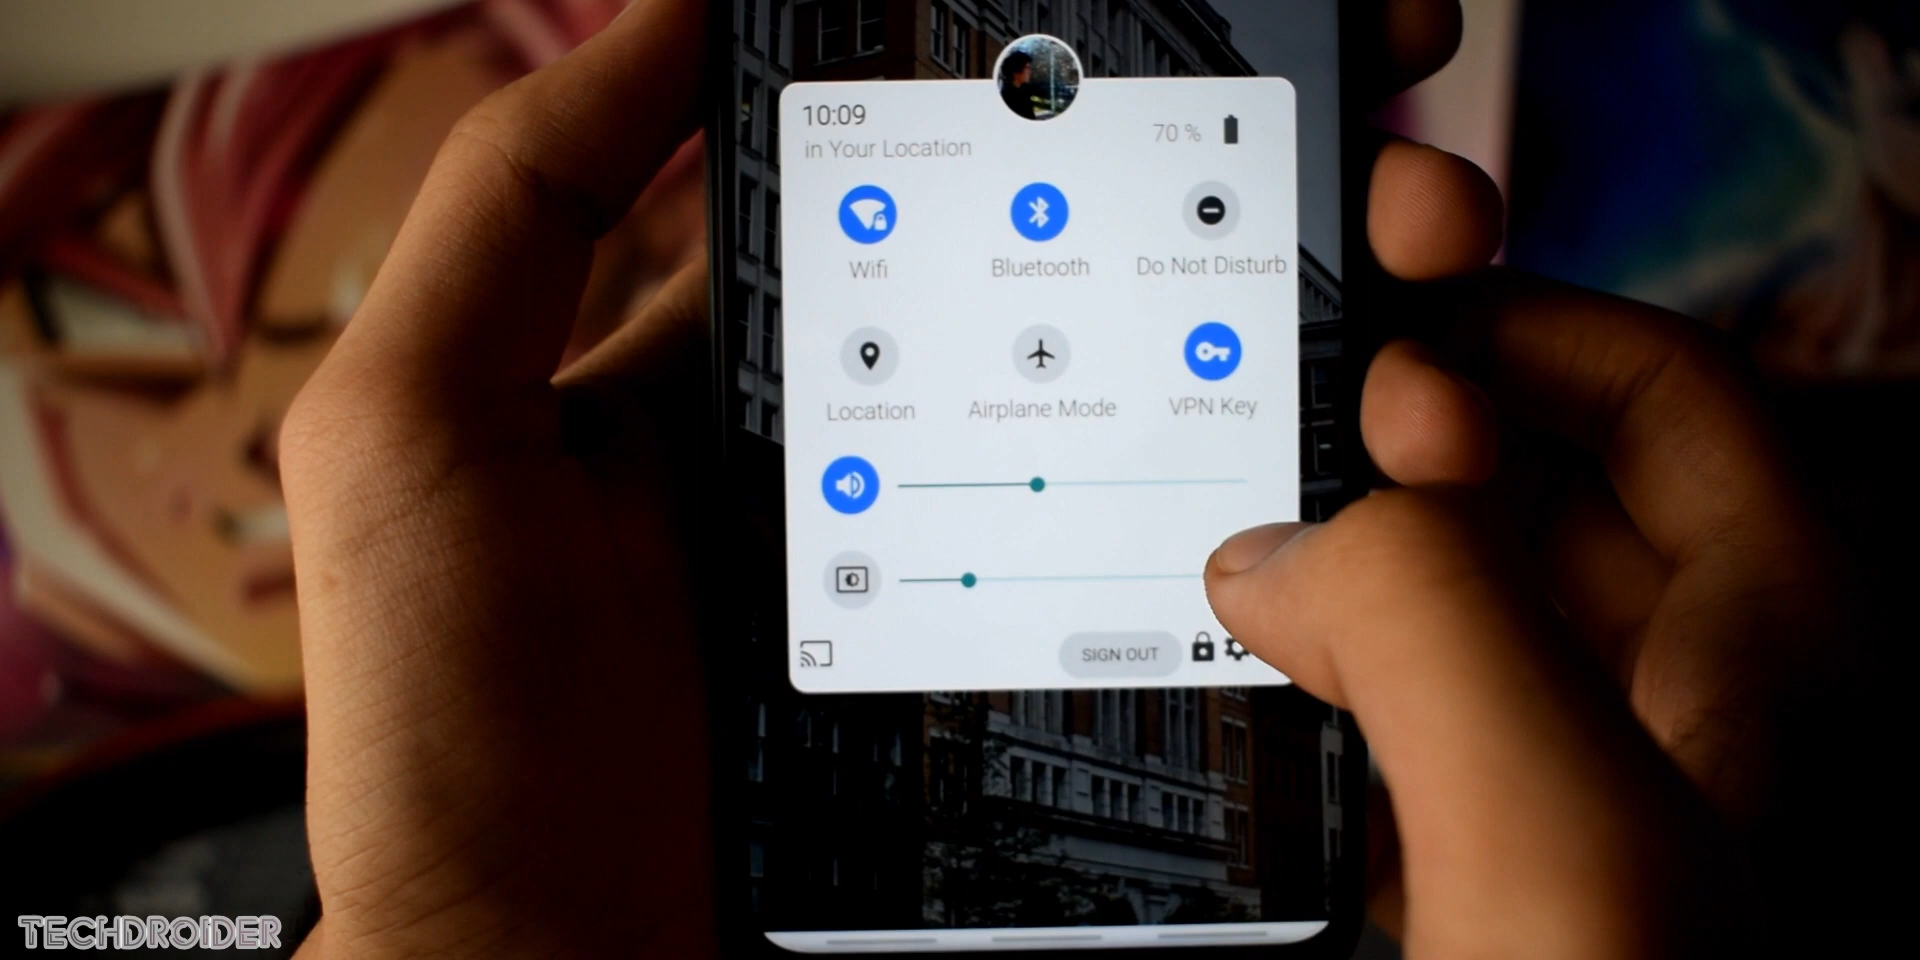 10:09
in Your Location
70 %
Wifi
Bluetooth
Do Not Disturb
Location
Airplane Mode
VPN Key
SIGN OUT
TECHDROIDER